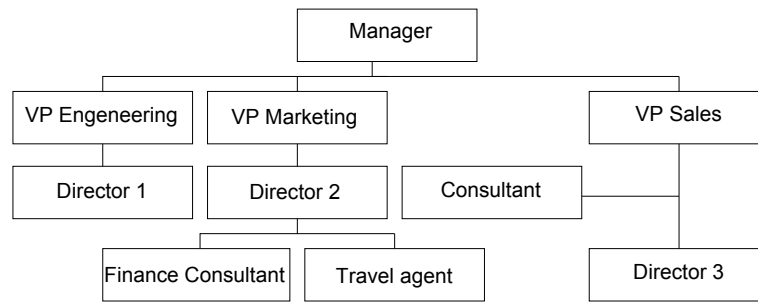 Manager
VP Engeneering
VP Marketing
VP Sales
Director 1
Director 2
Consultant
Finance Consultant
Travel agent
Director 3